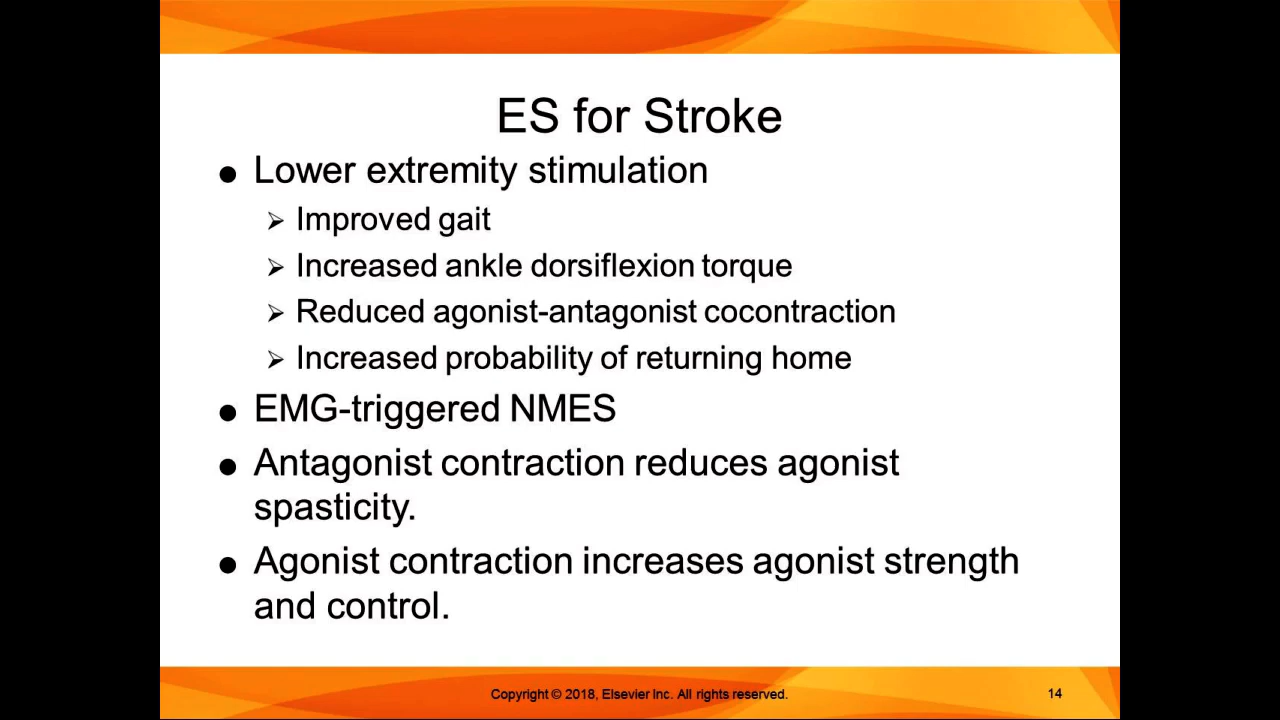 ES for Stroke
● Lower extremity stimulation
➢ Improved gait
➢ Increased ankle dorsiflexion torque
➢ Reduced agonist-antagonist cocontraction
➢ Increased probability of returning home
● EMG-triggered NMES
● Antagonist contraction reduces agonist
spasticity.
● Agonist contraction increases agonist strength
and control.
Copyright © 2018, Elsevier Inc. All rights reserved.
14